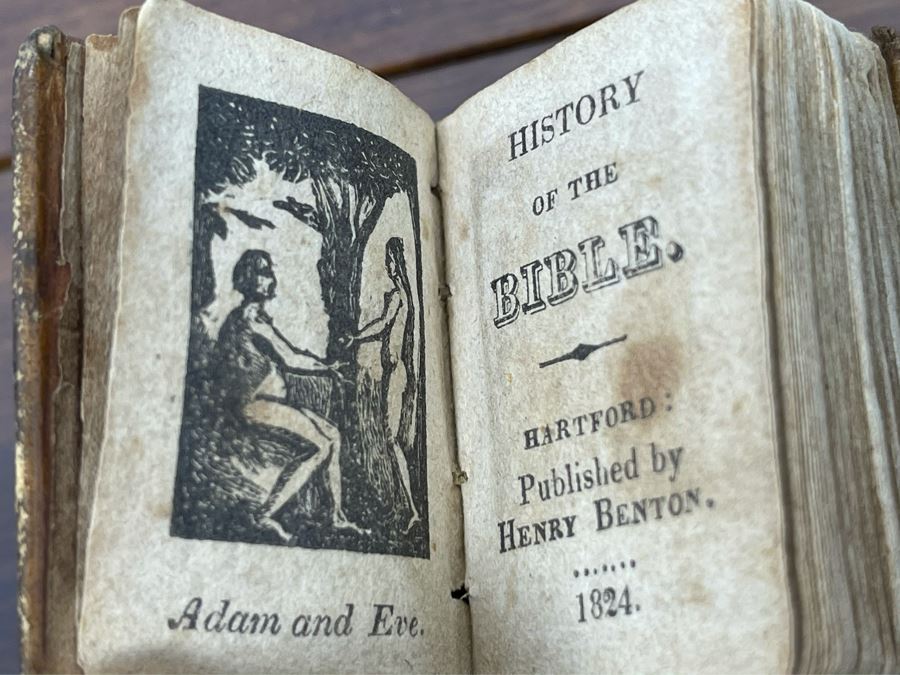 Adam and Eve.
HISTORY
OF THE
BIBLE.
HARTFORD:
Published by
HENRY BENTON.
.......
1824.